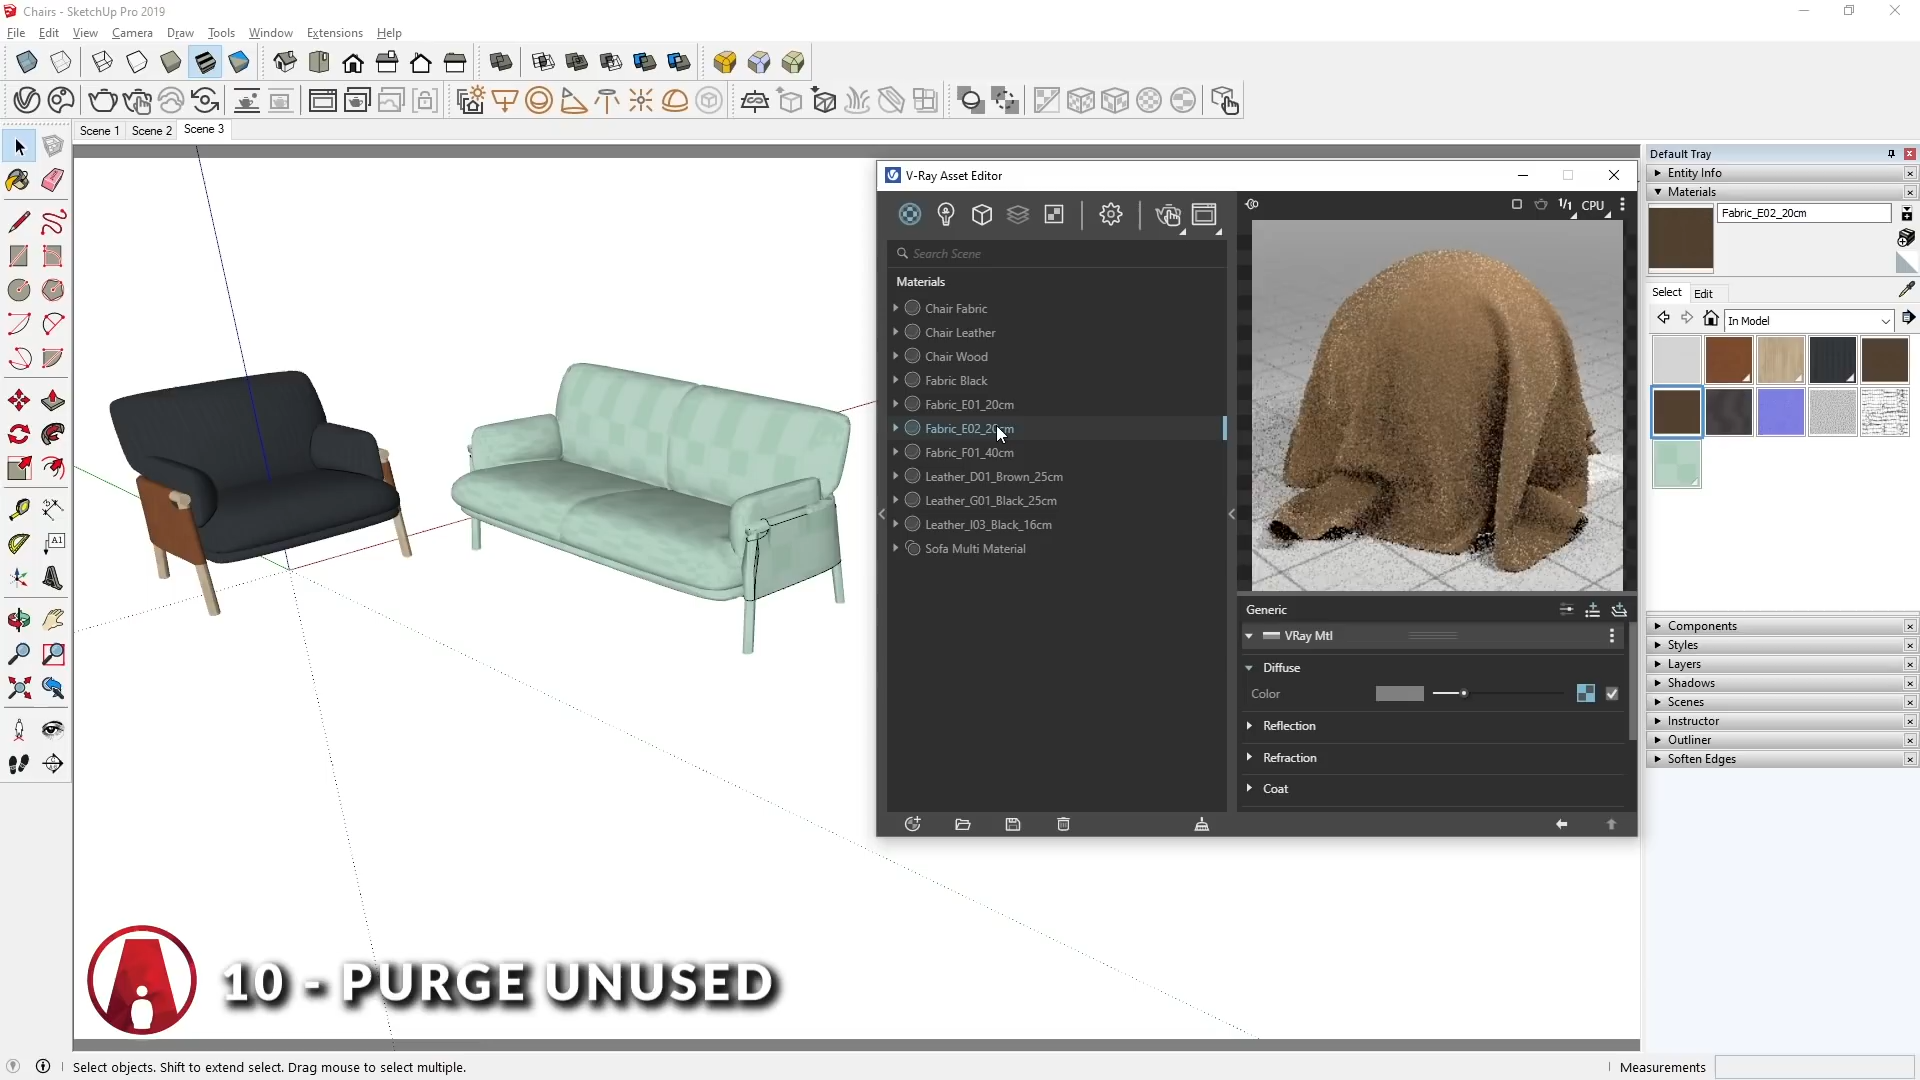 Chairs - SketchUp Pro 2019
File Edit View Camera Draw Tools Window Extensions Help
Scene 1 Scene 2 Scene 3
A1
V-Ray Asset Editor
Search Scene
Materials
Chair Fabric
Chair Leather
Chair Wood
Fabric Black
Fabric_E01_20cm
Fabric_E02_20cm
Fabric_F01_40cm
Leather_D01_Brown_25cm
Leather_G01_Black_25cm
Leather_I03_Black_16cm
Sofa Multi Material
1/1 CPU
Generic
VRay Mtl
Diffuse
Color
Reflection
Refraction
Coat
Default Tray
Entity Info
Materials
Fabric_E02_20cm
Select Edit
In Model
Components
Styles
Layers
Shadows
Scenes
Instructor
Outliner
Soften Edges
10 - PURGE UNUSED
Select objects. Shift to extend select. Drag mouse to select multiple.
Measurements